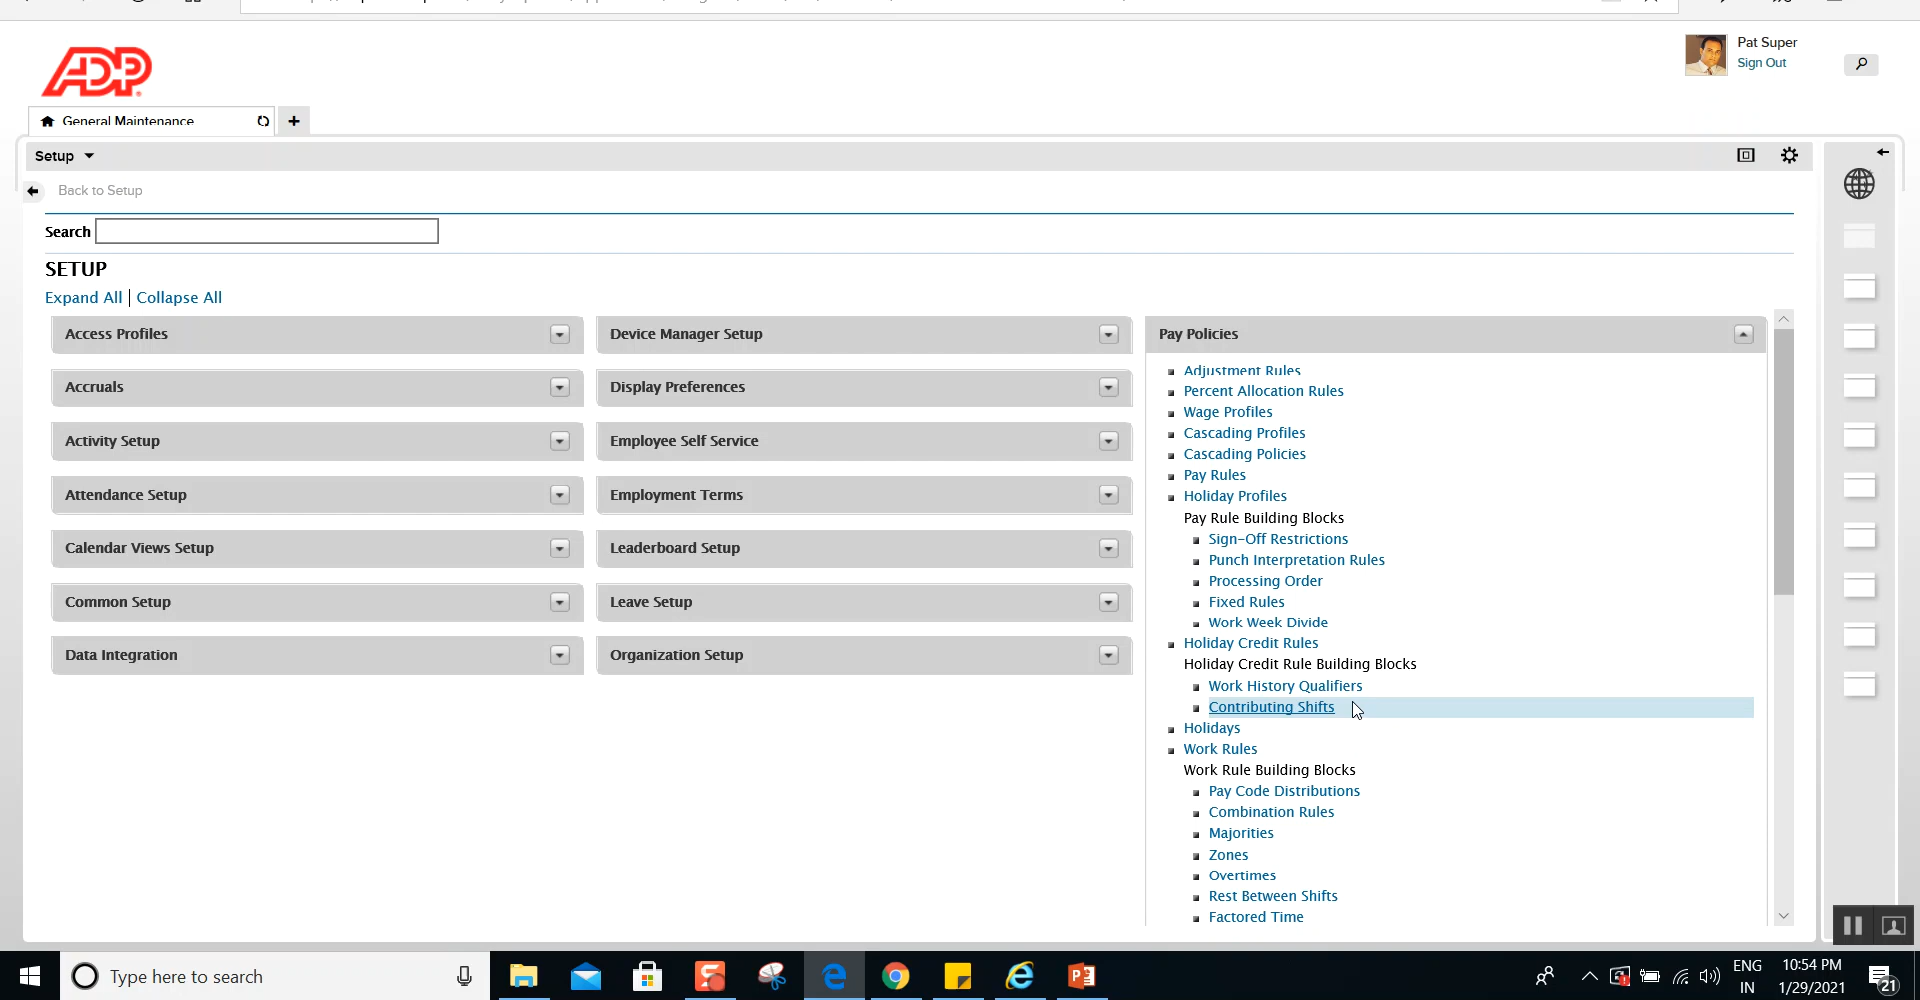 ADP
Pat Super
Sign Out
General Maintenance
Setup
Back to Setup
Search
SETUP
Expand All | Collapse All
Access Profiles
Accruals
Activity Setup
Attendance Setup
Calendar Views Setup
Common Setup
Data Integration
Device Manager Setup
Display Preferences
Employee Self Service
Employment Terms
Leaderboard Setup
Leave Setup
Organization Setup
Pay Policies
Adjustment Rules
Percent Allocation Rules
Wage Profiles
Cascading Profiles
Cascading Policies
Pay Rules
Holiday Profiles
Pay Rule Building Blocks
Sign-Off Restrictions
Punch Interpretation Rules
Processing Order
Fixed Rules
Work Week Divide
Holiday Credit Rules
Holiday Credit Rule Building Blocks
Work History Qualifiers
Contributing Shifts
Holidays
Work Rules
Work Rule Building Blocks
Pay Code Distributions
Combination Rules
Majorities
Zones
Overtimes
Rest Between Shifts
Factored Time
Type here to search
ENG
IN
10:54 PM
1/29/2021
21